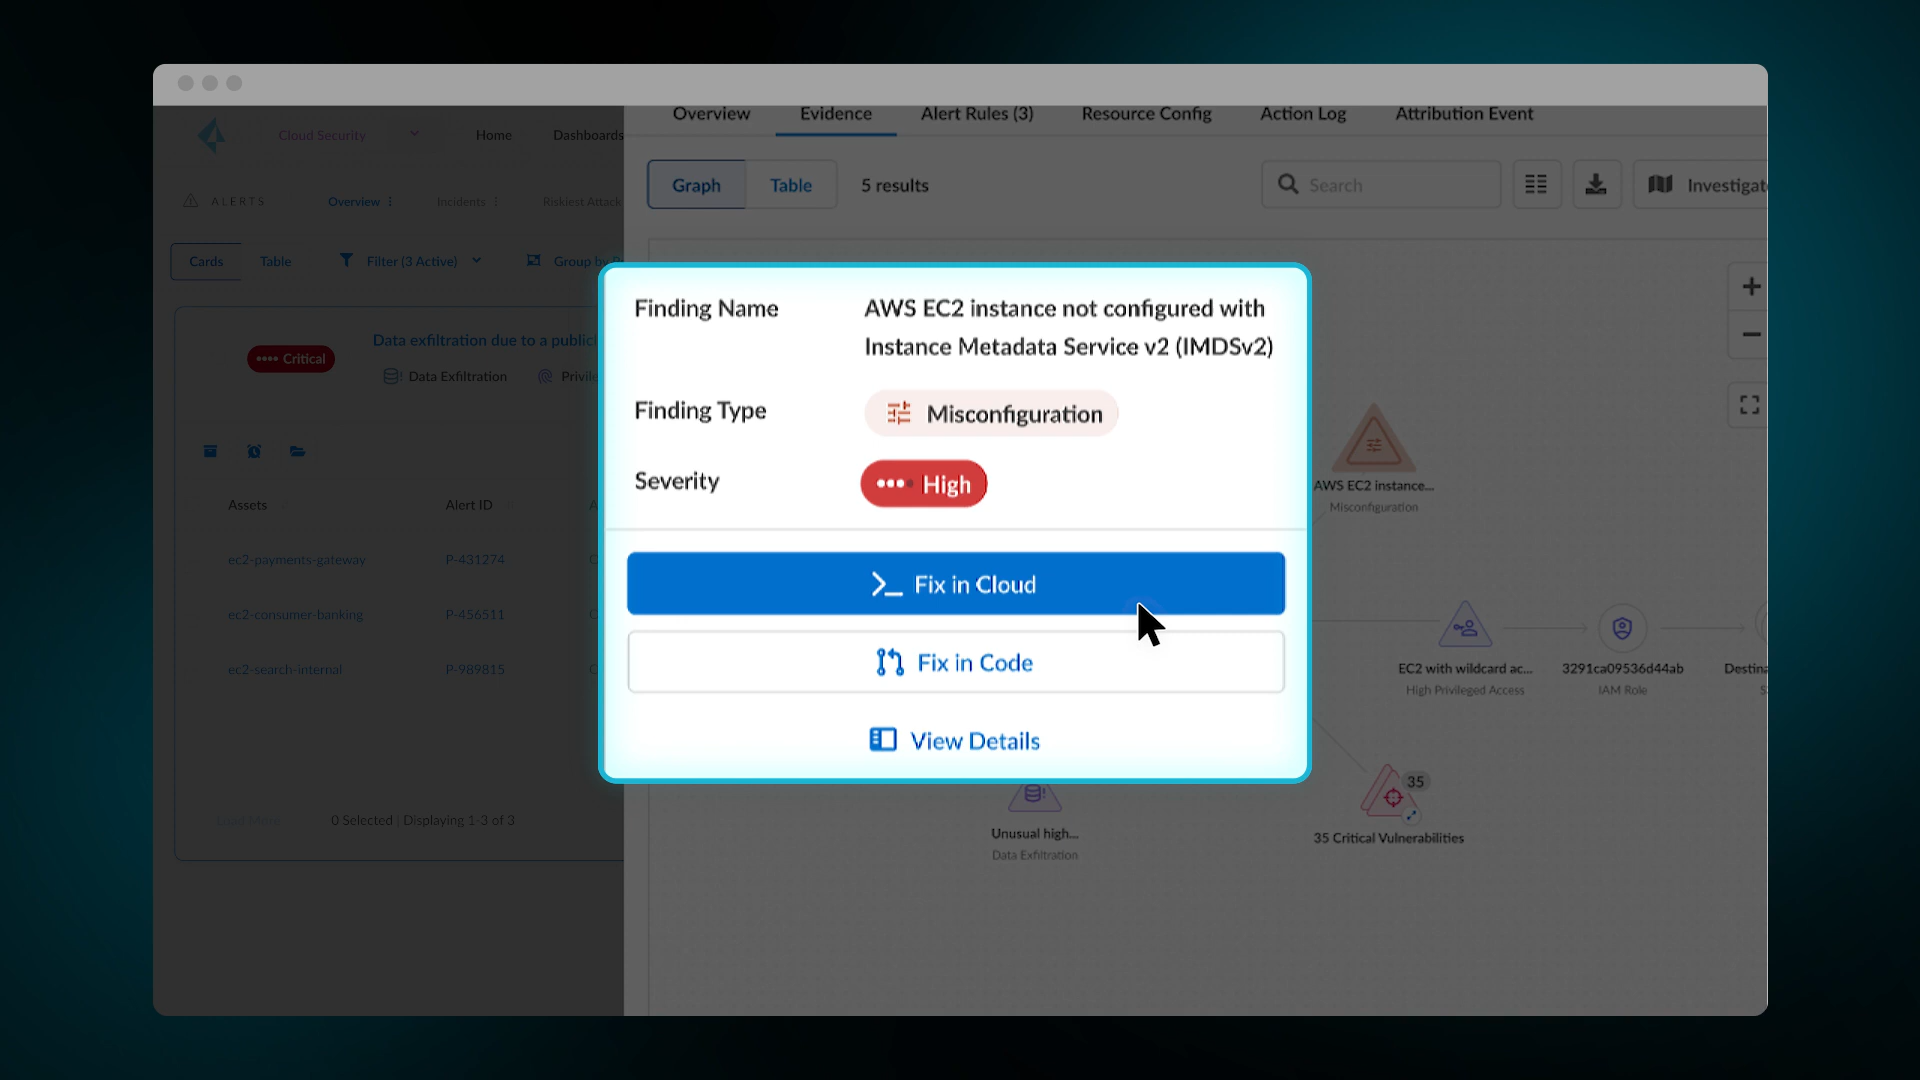 Overview Evidence Alert Rules (3) Resource Config Action Log Attribution Event
Cloud Security Home Dashboards
Graph Table 5 results Search
ALERTS Overview Incidents Riskiest Attack
Cards Table Filter (3 Active) Group by
Critical
Data exfiltration due to a
Data Exfiltration
Assets Alert ID
ec2-payments-gateway P-431274
ec2-consumer-banking P-456511
ec2-search-internal P-989815
Load More 0 Selected | Displaying 1-3 of 3
Finding Name AWS EC2 instance not configured with
Instance Metadata Service v2 (IMDSv2)
Finding Type Misconfiguration
Severity High
Fix in Cloud
Fix in Code
View Details
AWS EC2 instance...
Misconfiguration
EC2 with wildcard ac...
High Privileged Access
3291ca09536d44ab
IAM Role
Unusual high...
Data Exfiltration
35
35 Critical Vulnerabilities